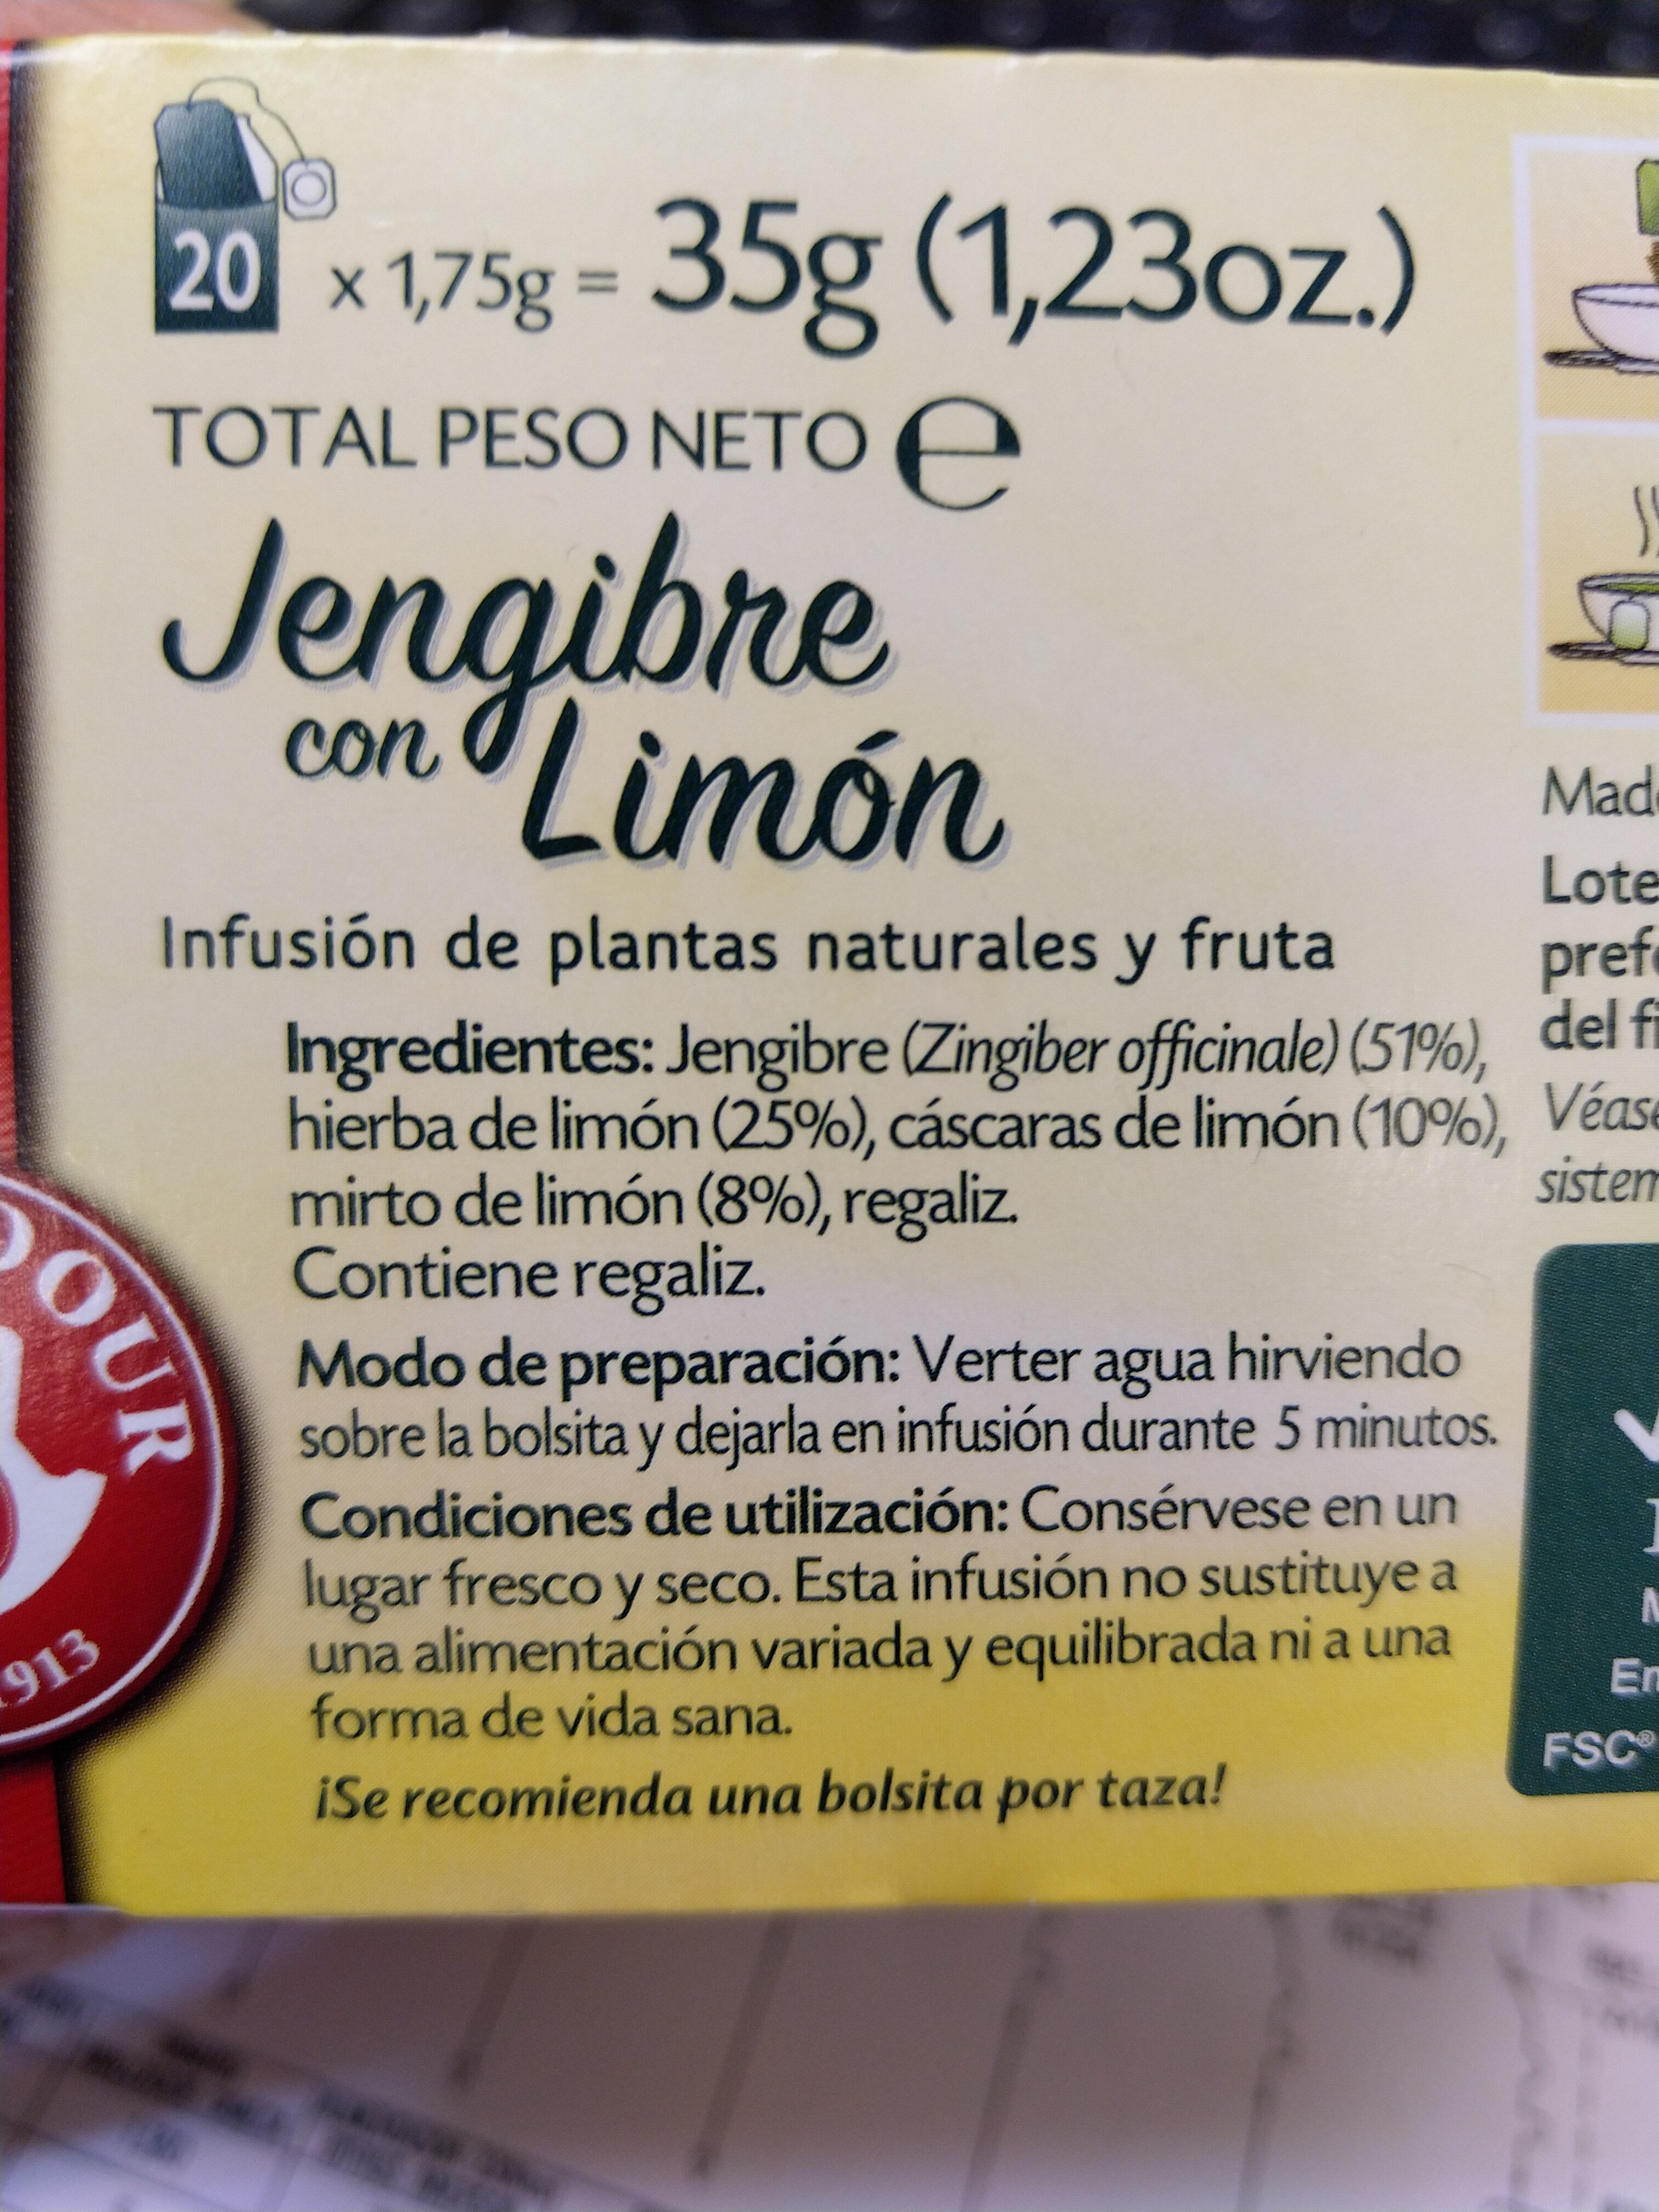 20 x 1,75g = 35g (1,23oz.)
TOTAL PESO NETO e
Jengibre
con Limón
Infusión de plantas naturales y fruta
Ingredientes: Jengibre (Zingiber officinale) (51%),
hierba de limón (25%), cáscaras de limón (10%),
mirto de limón (8%), regaliz.
Contiene regaliz.
Modo de preparación: Verter agua hirviendo
sobre la bolsita y dejarla en infusión durante 5 minutos.
Condiciones de utilización: Consérvese en un
lugar fresco y seco. Esta infusión no sustituye a
una alimentación variada y equilibrada ni a una
forma de vida sana.
¡Se recomienda una bolsita por taza!
OUR
913
Lote
del
FSC®